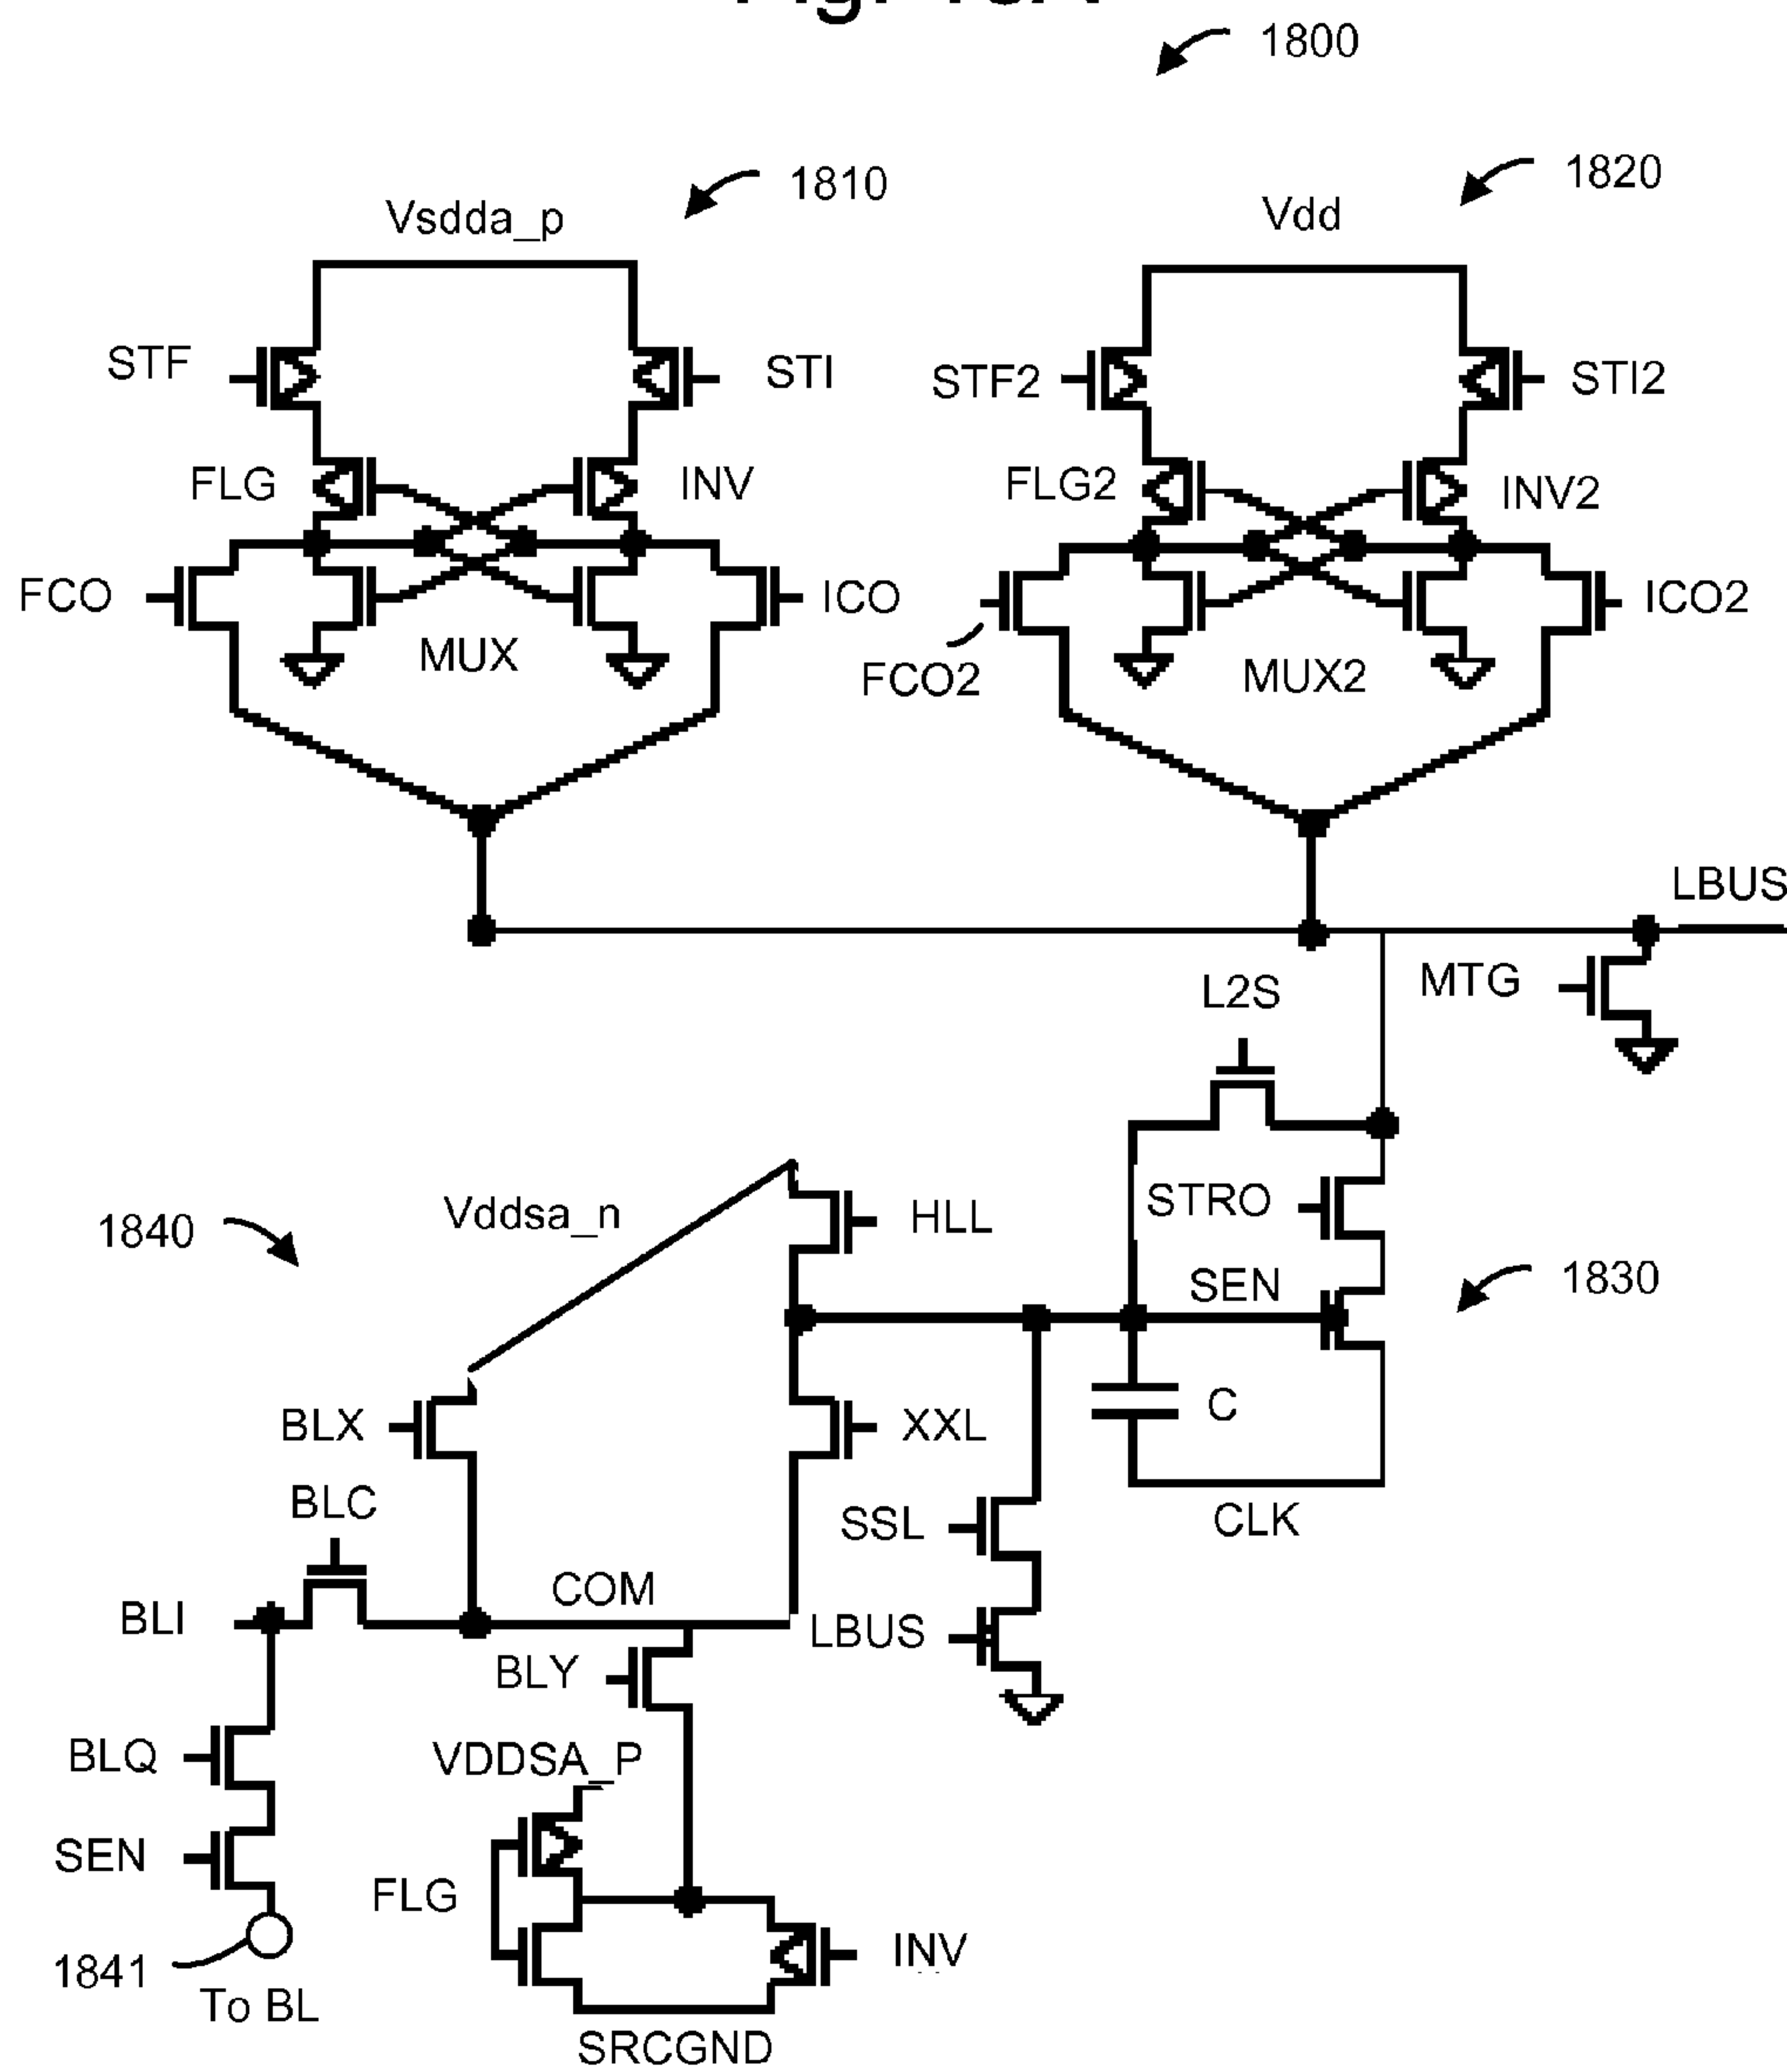 1800
1810
1820
Vsdda_p
Vdd
STF
STI
STF2
STI2
FLG
INV
FLG2
INV2
FCO
MUX
ICO
FCO2
MUX2
ICO2
LBUS
MTG
L2S
STRO
SEN
1830
1840
Vddsa_n
HLL
BLX
XXL
C
CLK
BLC
SSL
COM
BLI
LBUS
BLY
BLQ
VDDSA_P
SEN
FLG
1841
INV
To BL
SRCGND